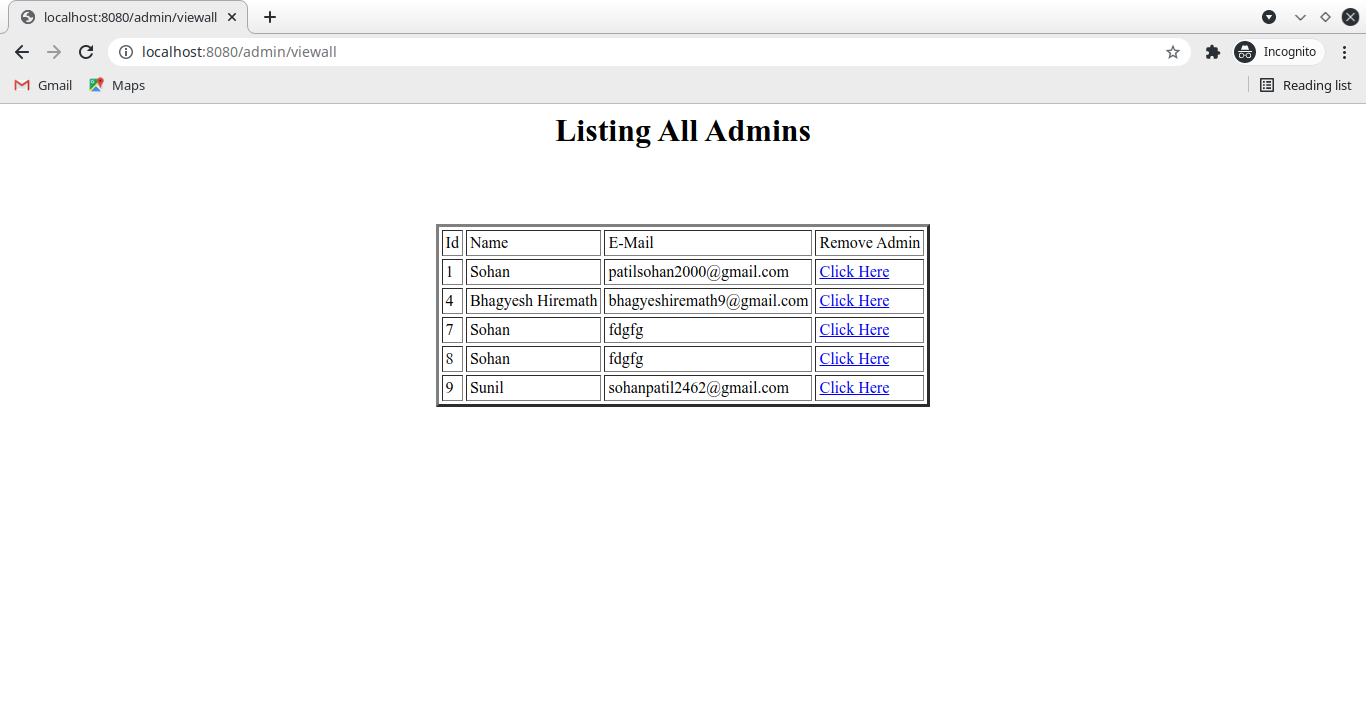 localhost:8080/admin/viewall
localhost:8080/admin/viewall
Incognito
Gmail Maps Reading list
Listing All Admins
Id Name E-Mail Remove Admin
1 Sohan patilsohan2000@gmail.com Click Here
4 Bhagyesh Hiremath bhagyeshiremath9@gmail.com Click Here
7 Sohan fdgfg Click Here
8 Sohan fdgfg Click Here
9 Sunil sohanpatil2462@gmail.com Click Here